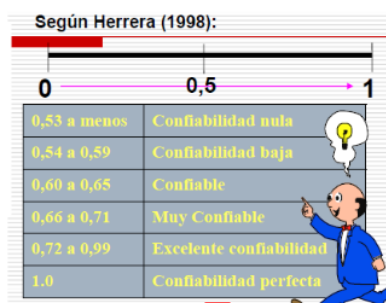 Según Herrera (1998):
0 0,5 1
0,53 a menos Confiabilidad nula
0,54 a 0,59 Confiabilidad baja
0,60 a 0,65 Confiable
0,66 a 0,71 Muy Confiable
0,72 a 0,99 Excelente confiabilidad
1.0 Confiabilidad perfecta